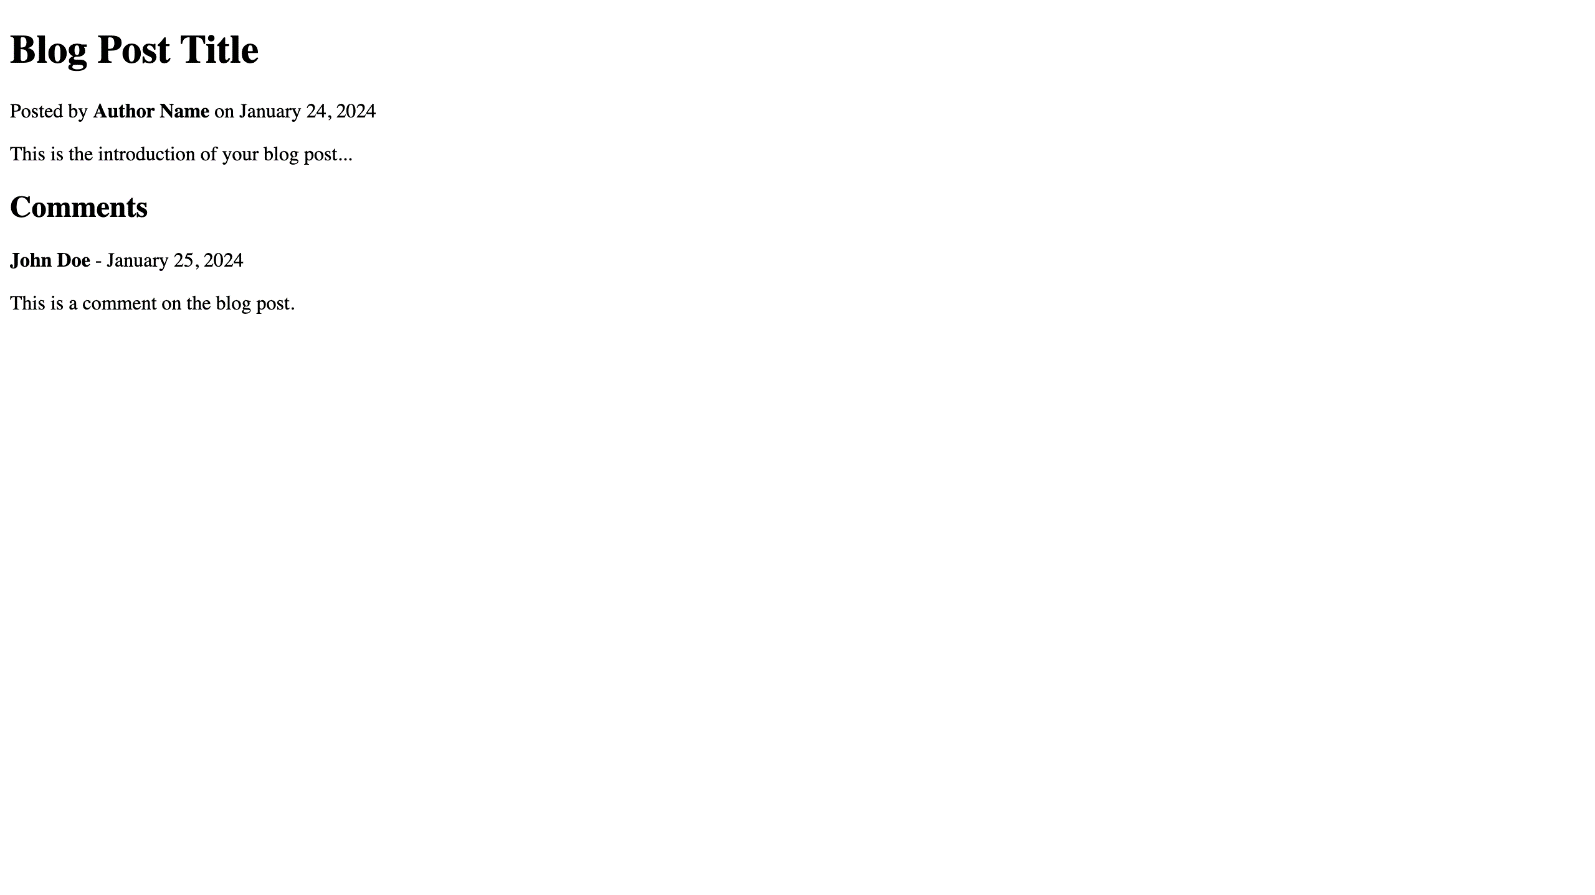 Blog Post Title
Posted by Author Name on January 24, 2024
This is the introduction of your blog post...
Comments
John Doe - January 25, 2024
This is a comment on the blog post.